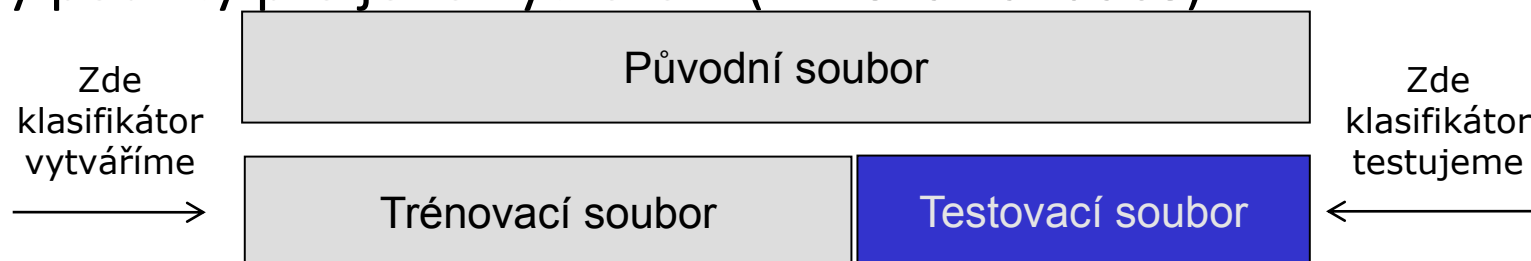 Původní soubor
Zde
klasifikátor
vytváříme
Zde
klasifikátor
testujeme
Trénovací soubor
Testovací soubor